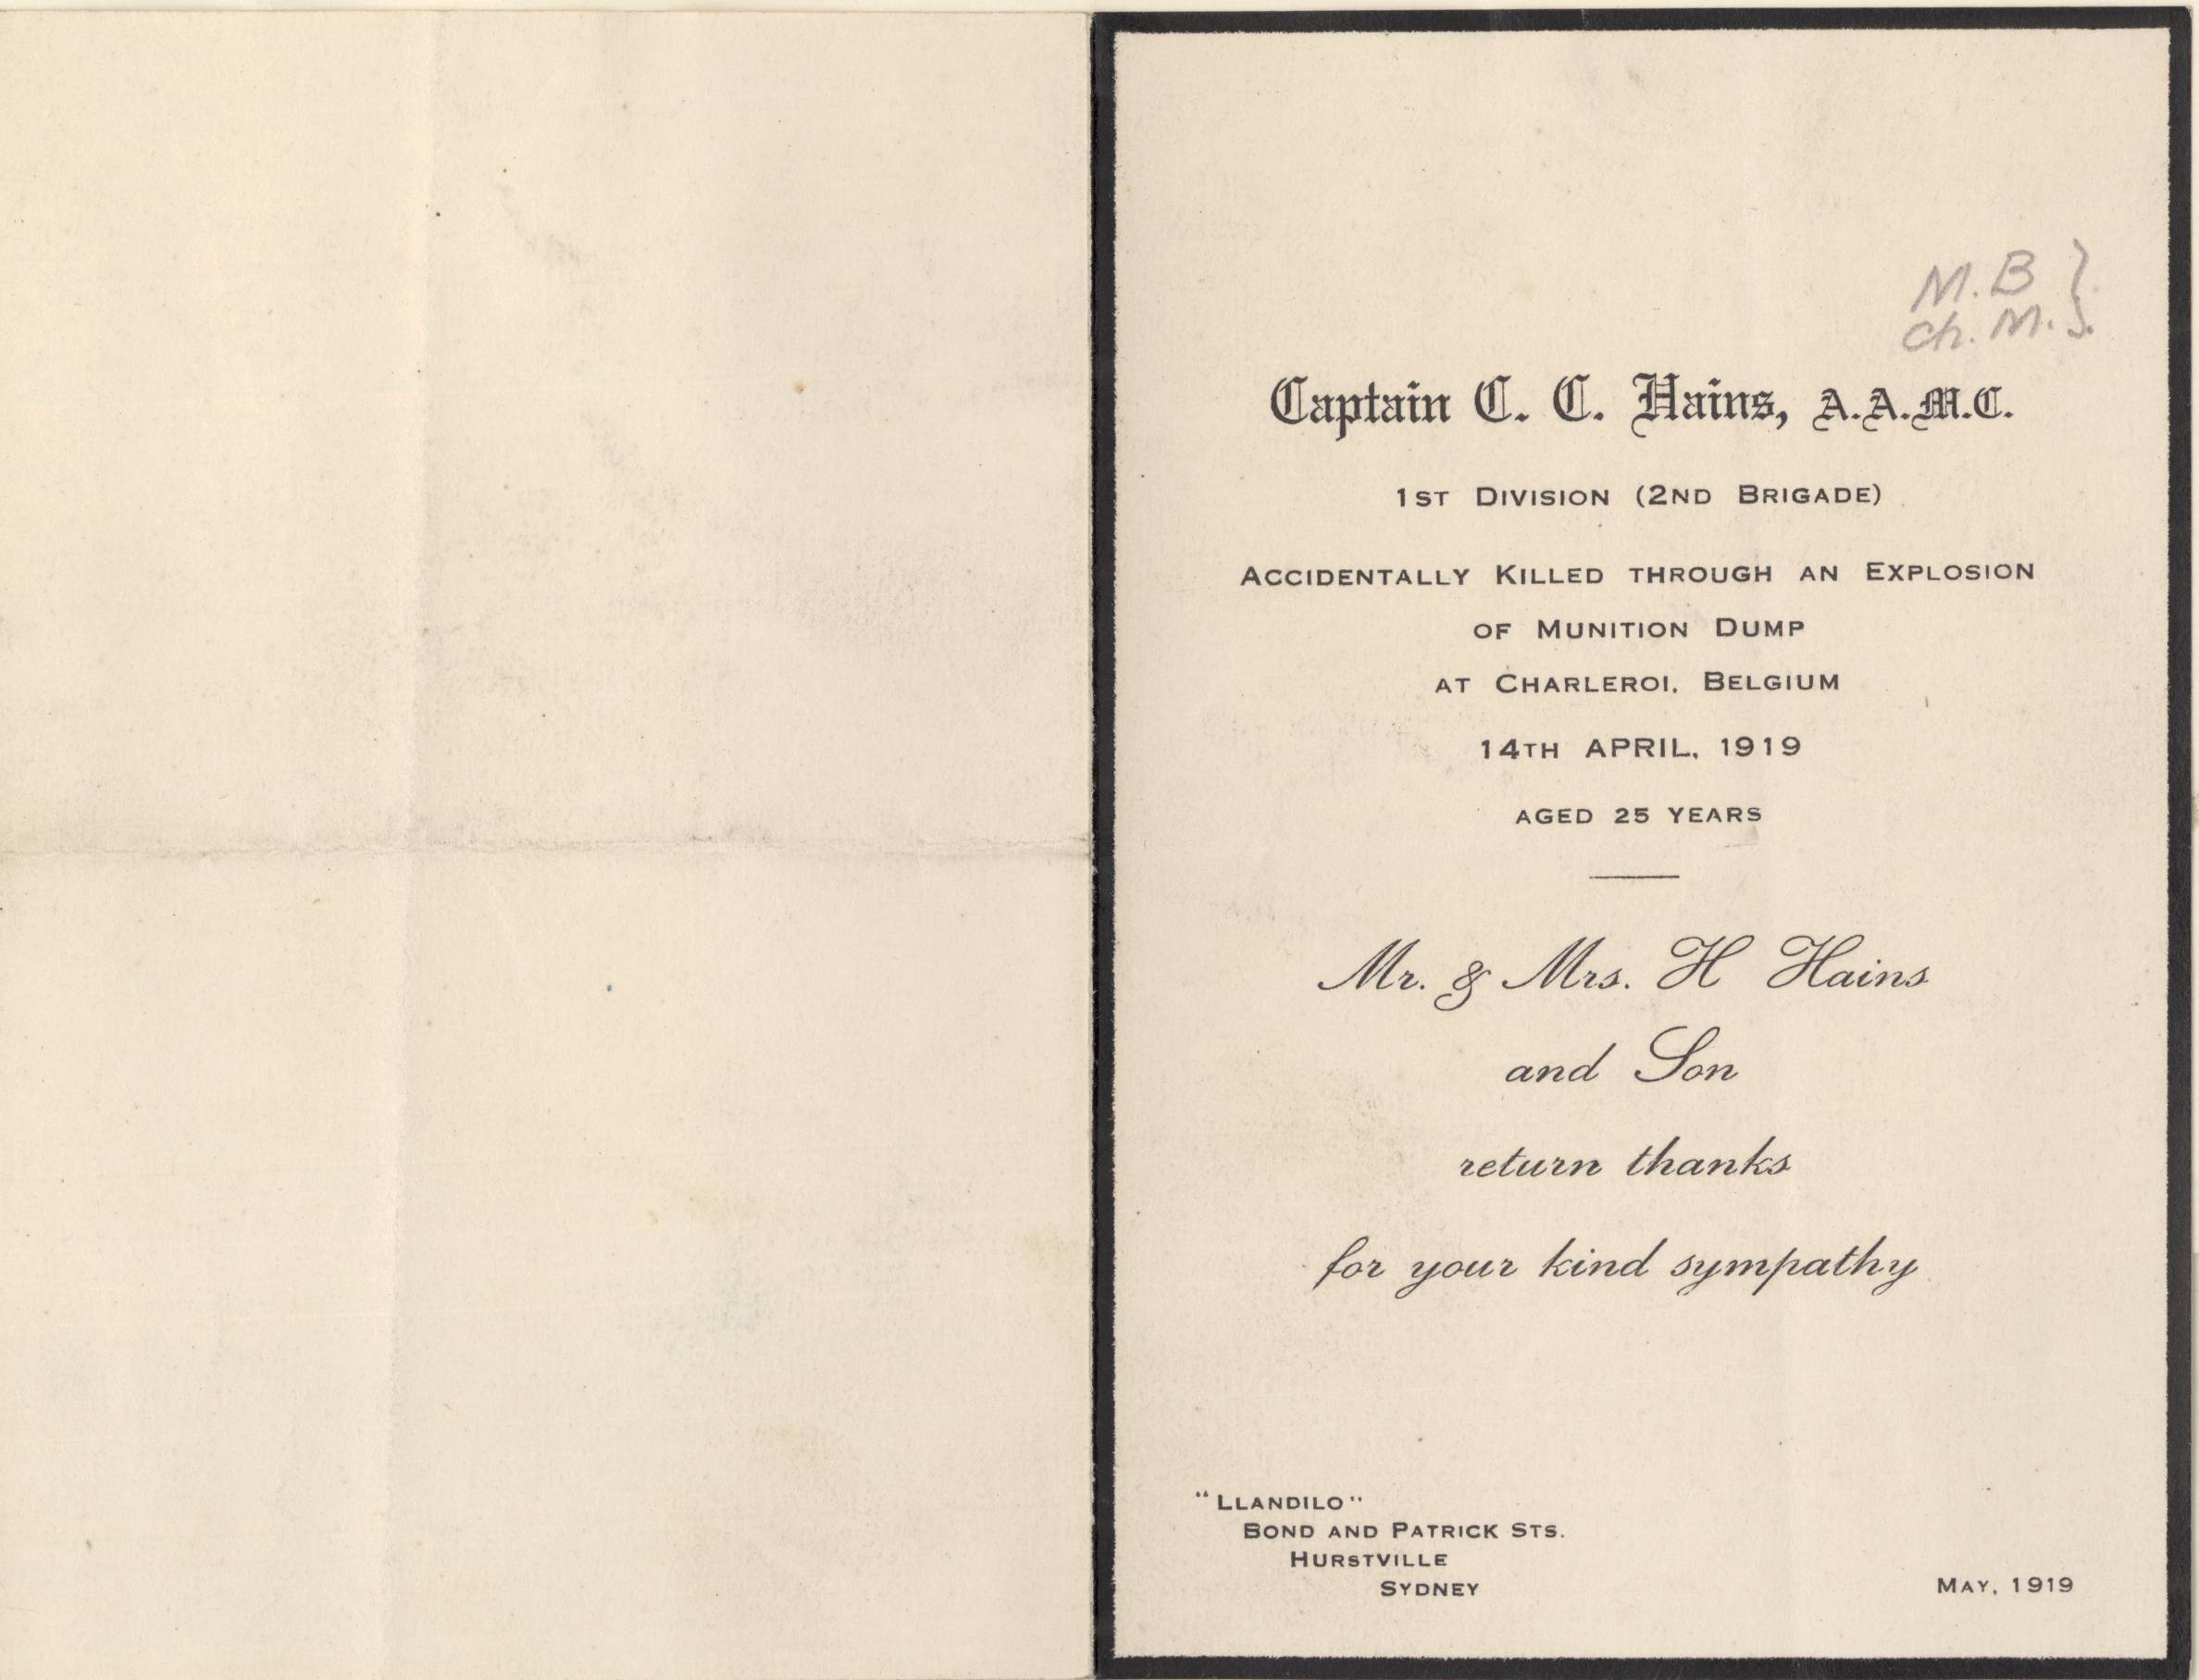 M.B }
Ch.M. }.
Captain C. C. Hains, A.A.M.C.
1ST DIVISION (2ND BRIGADE)
ACCIDENTALLY KILLED THROUGH AN EXPLOSION
OF MUNITION DUMP
AT CHARLEROI, BELGIUM
14TH APRIL, 1919
AGED 25 YEARS
Mr. & Mrs. H Hains
and Son
return thanks
for your kind sympathy
"LLANDILO"
BOND AND PATRICK STS.
HURSTVILLE
SYDNEY
MAY, 1919